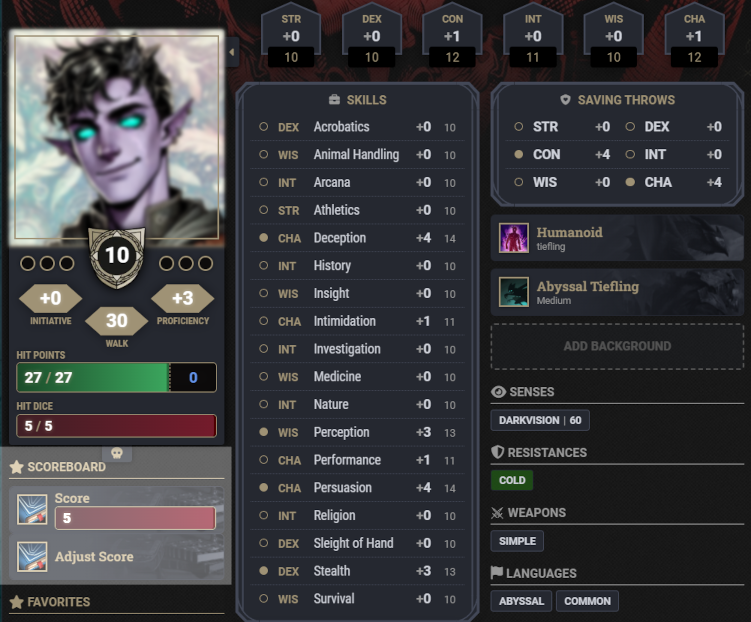 STR DEX CON INT WIS CHA
+0 +0 +1 +0 +0 +1
10 10 12 11 10 12
10
+0 +3
INITIATIVE PROFICIENCY
30
WALK
HIT POINTS
27 / 27 0
HIT DICE
5 / 5
SCOREBOARD
Score
5
Adjust Score
FAVORITES
SKILLS
DEX Acrobatics +0 10
WIS Animal Handling +0 10
INT Arcana +0 10
STR Athletics +0 10
CHA Deception +4 14
INT History +0 10
WIS Insight +0 10
CHA Intimidation +1 11
INT Investigation +0 10
WIS Medicine +0 10
INT Nature +0 10
WIS Perception +3 13
CHA Performance +1 11
CHA Persuasion +4 14
INT Religion +0 10
DEX Sleight of Hand +0 10
DEX Stealth +3 13
WIS Survival +0 10
SAVING THROWS
STR +0 DEX +0
CON +4 INT +0
WIS +0 CHA +4
Humanoid
tiefling
Abyssal Tiefling
Medium
ADD BACKGROUND
SENSES
DARKVISION | 60
RESISTANCES
COLD
WEAPONS
SIMPLE
LANGUAGES
ABYSSAL COMMON